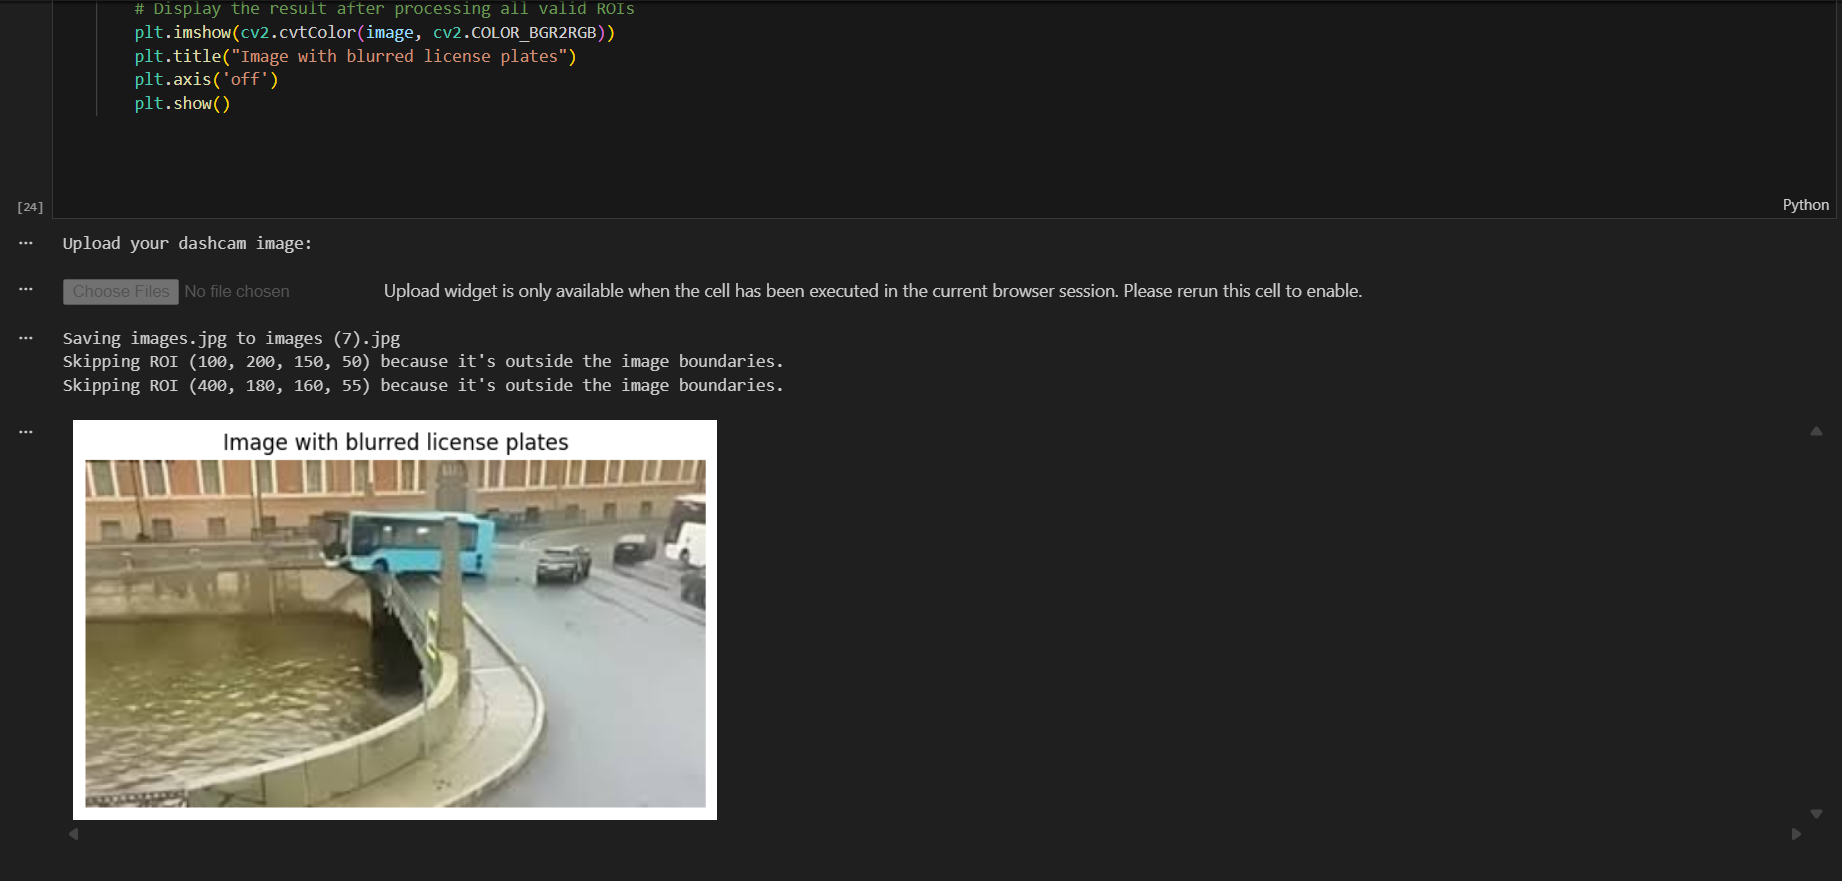 # Display the result after processing all valid ROIs
plt.imshow(cv2.cvtColor(image, cv2.COLOR_BGR2RGB))
plt.title("Image with blurred license plates")
plt.axis('off')
plt.show()
[24]
Python
Upload your dashcam image:
Choose Files No file chosen Upload widget is only available when the cell has been executed in the current browser session. Please rerun this cell to enable.
Saving images.jpg to images (7).jpg
Skipping ROI (100, 200, 150, 50) because it's outside the image boundaries.
Skipping ROI (400, 180, 160, 55) because it's outside the image boundaries.
Image with blurred license plates